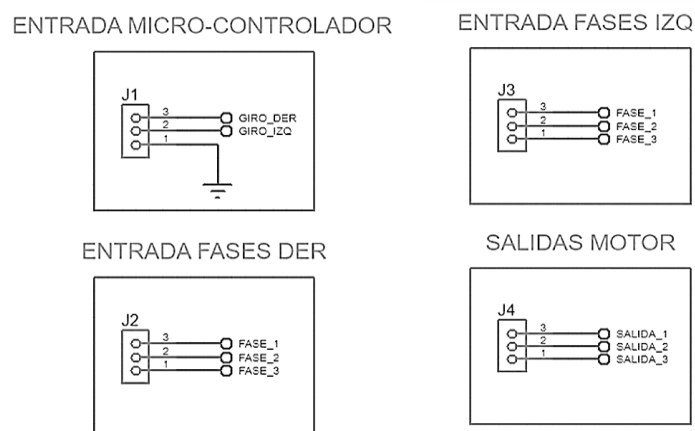 ENTRADA MICRO-CONTROLADOR
J1
3 GIRO_DER
2 GIRO_IZQ
1
ENTRADA FASES IZQ
J3
3 FASE_1
2 FASE_2
1 FASE_3
ENTRADA FASES DER
J2
3 FASE_1
2 FASE_2
1 FASE_3
SALIDAS MOTOR
J4
3 SALIDA_1
2 SALIDA_2
1 SALIDA_3